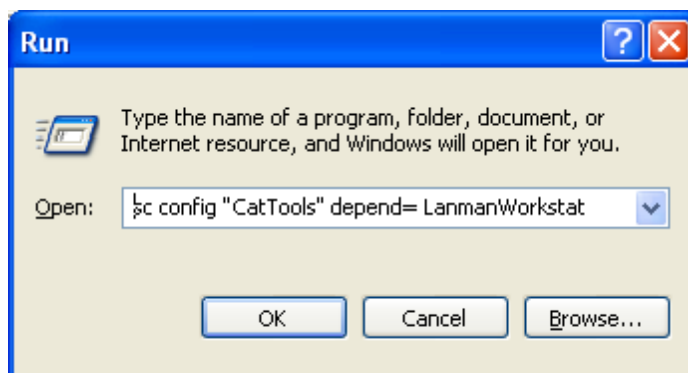 Run
Type the name of a program, folder, document, or
Internet resource, and Windows will open it for you.
Open:
sc config "CatTools" depend= LanmanWorkstat
OK
Cancel
Browse...